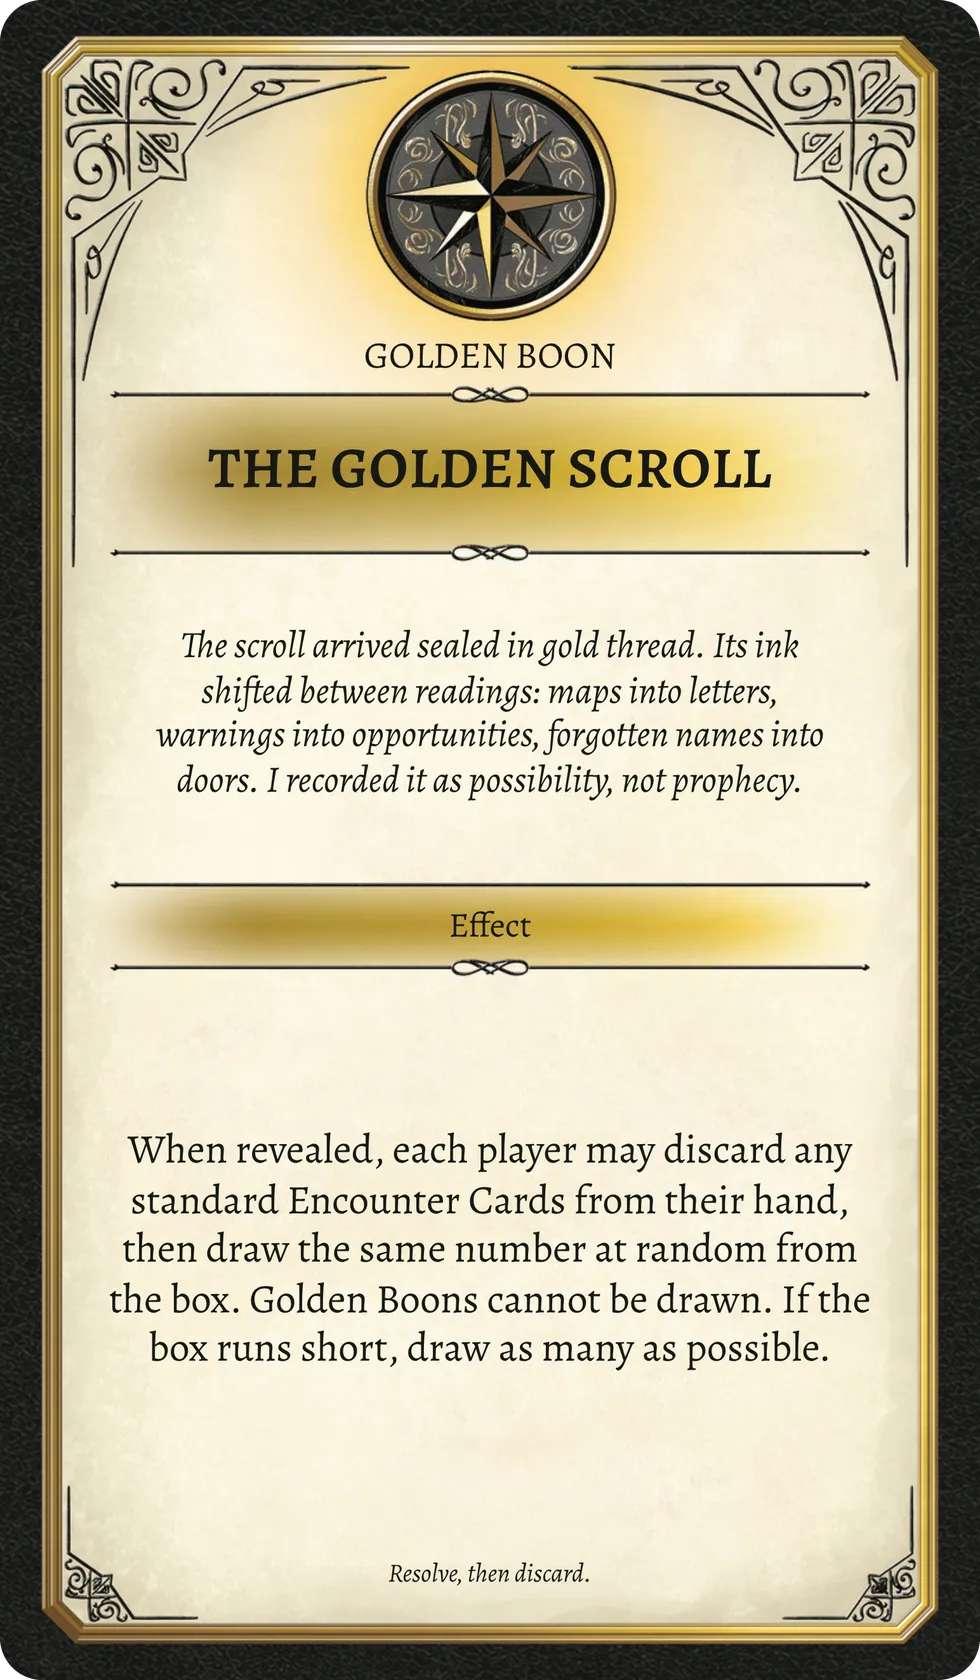 GOLDEN BOON
THE GOLDEN SCROLL
The scroll arrived sealed in gold thread. Its ink
shifted between readings: maps into letters,
warnings into opportunities, forgotten names into
doors. I recorded it as possibility, not prophecy.
Effect
When revealed, each player may discard any
standard Encounter Cards from their hand,
then draw the same number at random from
the box. Golden Boons cannot be drawn. If the
box runs short, draw as many as possible.
Resolve, then discard.